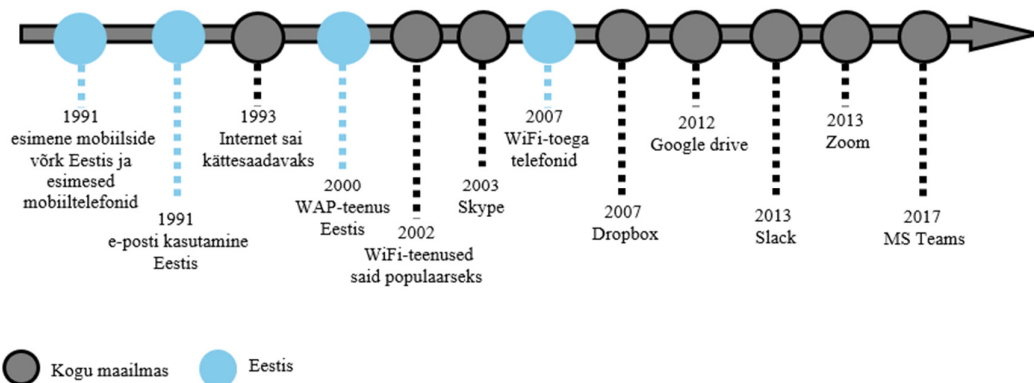 1991
esimene mobiilside
võrk Eestis ja
esimesed
mobiiltelefonid
1991
e-posti kasutamine
Eestis
1993
Internet sai
kättesaadavaks
2000
WAP-teenus
Eestis
2002
WiFi-teenused
said populaarseks
2003
Skype
2007
WiFi-toega
telefonid
2007
Dropbox
2012
Google drive
2013
Slack
2013
Zoom
2017
MS Teams
Kogu maailmas
Eestis